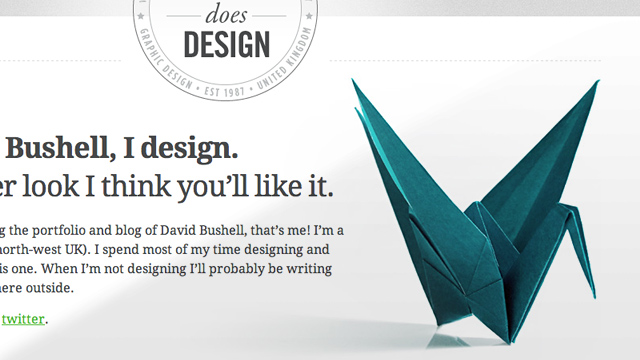 does
DESIGN
GRAPHIC DESIGN • EST 1987 • UNITED KINGDOM
Bushell, I design.
er look I think you’ll like it.
g the portfolio and blog of David Bushell, that’s me! I’m a
north-west UK). I spend most of my time designing and
is one. When I’m not designing I’ll probably be writing
here outside.
twitter.